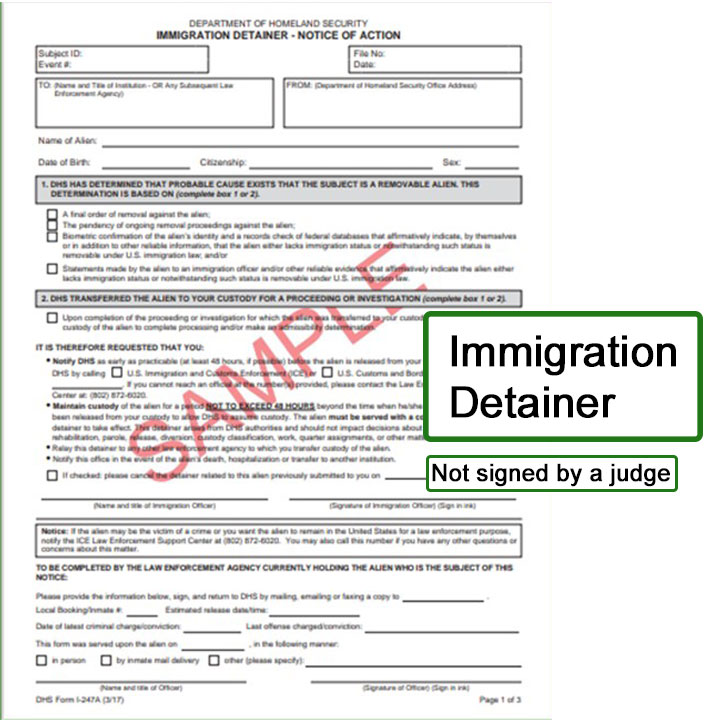 DEPARTMENT OF HOMELAND SECURITY
IMMIGRATION DETAINER - NOTICE OF ACTION
Subject ID:
Event #:
File No:
Date:
TO: (Name and Title of Institution - OR Any Subsequent Law
Enforcement Agency)
FROM: (Department of Homeland Security Office Address)
Name of Alien:
Date of Birth: Citizenship: Sex:
1. DHS HAS DETERMINED THAT PROBABLE CAUSE EXISTS THAT THE SUBJECT IS A REMOVABLE ALIEN. THIS
DETERMINATION IS BASED ON (complete box 1 or 2).
A final order of removal against the alien;
The pendency of ongoing removal proceedings against the alien;
Biometric confirmation of the alien's identity and a records check of federal databases that affirmatively indicate, by themselves
or in addition to other reliable information, that the alien either lacks immigration status or notwithstanding such status is
removable under U.S. immigration law; and/or
Statements made by the alien to an immigration officer and/or other reliable evidence that affirmatively indicate the alien either
lacks immigration status or notwithstanding such status is removable under U.S. immigration law.
2. DHS TRANSFERRED THE ALIEN TO YOUR CUSTODY FOR A PROCEEDING OR INVESTIGATION (complete box 1 or 2).
Upon completion of the proceeding or investigation for which the alien was transferred to your custod
custody of the alien to complete processing and/or make an admissibility determination.
SAMPLE
IT IS THEREFORE REQUESTED THAT YOU:
• Notify DHS as early as practicable (at least 48 hours, if possible) before the alien is released from your
DHS by calling U.S. Immigration and Customs Enforcement (ICE) or U.S. Customs and Bord
. If you cannot reach an official at the number(s) provided, please contact the Law E
Center at: (802) 872-6020.
• Maintain custody of the alien for a period NOT TO EXCEED 48 HOURS beyond the time when he/she
been released from your custody to allow DHS to assume custody. The alien must be served with a co
detainer to take effect. This detainer arises from DHS authorities and should not impact decisions about
rehabilitation, parole, release, diversion, custody classification, work, quarter assignments, or other mat
• Relay this detainer to any other law enforcement agency to which you transfer custody of the alien.
• Notify this office in the event of the alien's death, hospitalization or transfer to another institution.
If checked: please cancel the detainer related to this alien previously submitted to you on
Immigration
Detainer
Not signed by a judge
(Name and title of Immigration Officer) (Signature of Immigration Officer) (Sign in ink)
Notice: If the alien may be the victim of a crime or you want the alien to remain in the United States for a law enforcement purpose,
notify the ICE Law Enforcement Support Center at (802) 872-6020. You may also call this number if you have any other questions or
concerns about this matter.
TO BE COMPLETED BY THE LAW ENFORCEMENT AGENCY CURRENTLY HOLDING THE ALIEN WHO IS THE SUBJECT OF THIS
NOTICE:
Please provide the information below, sign, and return to DHS by mailing, emailing or faxing a copy to .
Local Booking/Inmate #: Estimated release date/time:
Date of latest criminal charge/conviction: Last offense charged/conviction:
This form was served upon the alien on , in the following manner:
in person by inmate mail delivery other (please specify):
(Name and title of Officer) (Signature of Officer) (Sign in ink)
DHS Form I-247A (3/17) Page 1 of 3